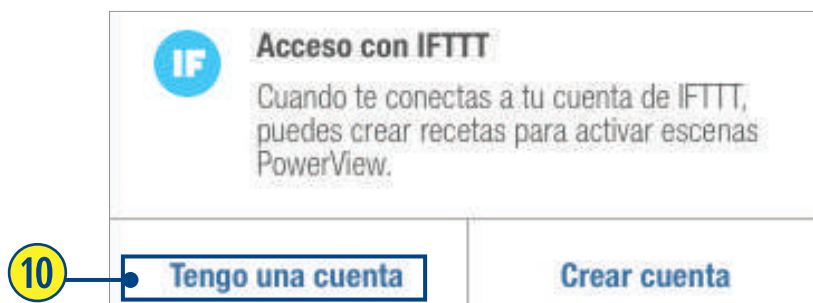 IF
Acceso con IFTTT
Cuando te conectas a tu cuenta de IFTTT,
puedes crear recetas para activar escenas
PowerView.
10
Tengo una cuenta
Crear cuenta